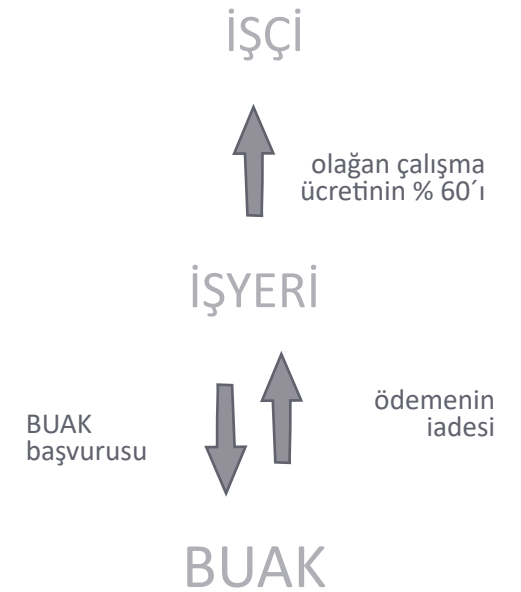 İŞÇİ
olağan çalışma
ücretinin % 60´ı
İŞYERİ
BUAK
başvurusu
ödemenin
iadesi
BUAK